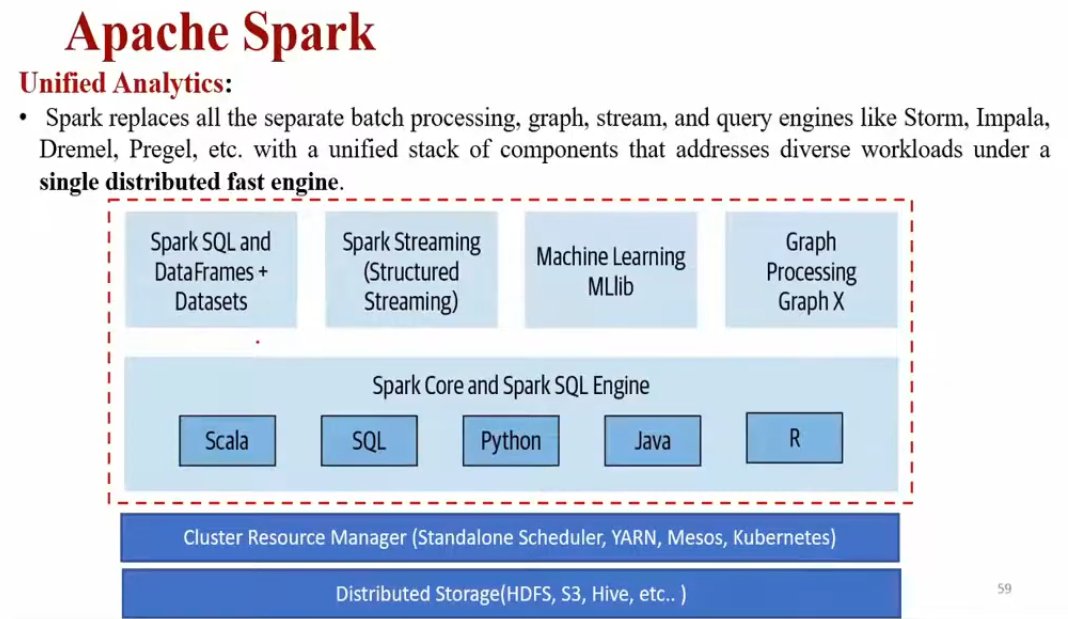 Apache Spark
Unified Analytics:
• Spark replaces all the separate batch processing, graph, stream, and query engines like Storm, Impala,
Dremel, Pregel, etc. with a unified stack of components that addresses diverse workloads under a
single distributed fast engine.
Spark SQL and
DataFrames +
Datasets
Spark Streaming
(Structured
Streaming)
Machine Learning
MLlib
Graph
Processing
Graph X
Spark Core and Spark SQL Engine
Scala
SQL
Python
Java
R
Cluster Resource Manager (Standalone Scheduler, YARN, Mesos, Kubernetes)
Distributed Storage(HDFS, S3, Hive, etc.. )
59